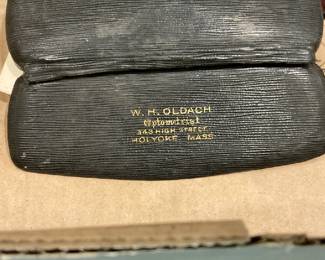 W. H. OLDACH
Optometrist
343 HIGH STREET
HOLYOKE, MASS